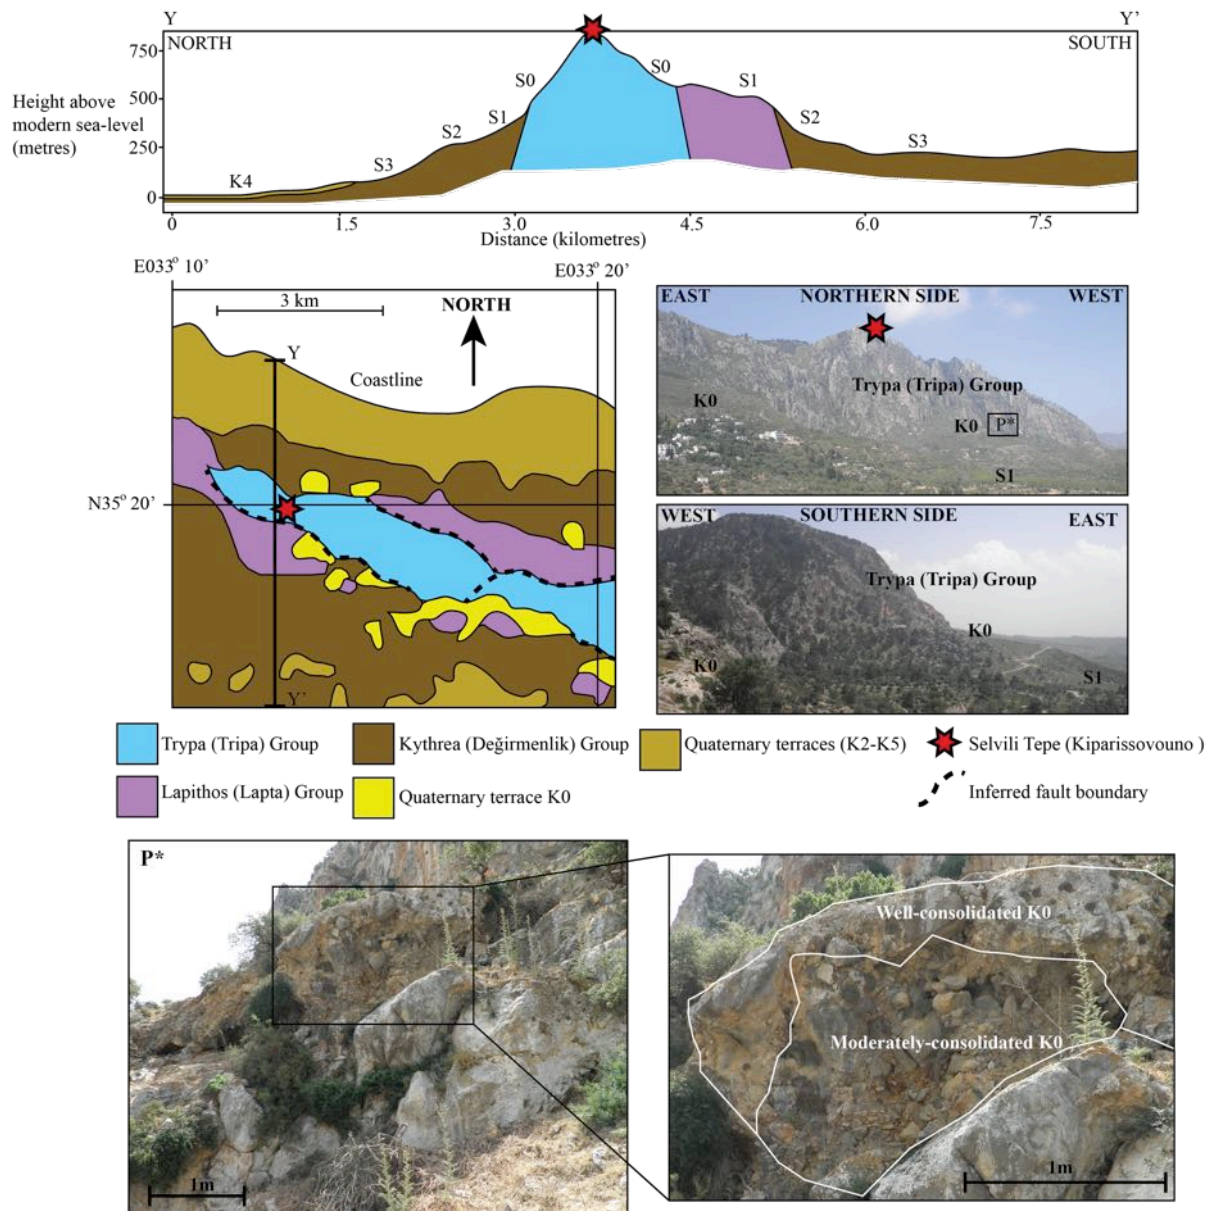 Y Y’
NORTH SOUTH
750
500
250
0
Height above
modern sea-level
(metres)
K4 S3 S2 S1 S0 S0 S1 S2 S3
0 1.5 3.0 4.5 6.0 7.5
Distance (kilometres)
E033° 10’ E033° 20’
3 km
NORTH
Y
Coastline
N35° 20’
Y’
EAST NORTHERN SIDE WEST
Trypa (Tripa) Group
K0
K0 P*
S1
WEST SOUTHERN SIDE EAST
Trypa (Tripa) Group
K0
K0
S1
Trypa (Tripa) Group
Kythrea (Değirmenlik) Group
Quaternary terraces (K2-K5)
Selvili Tepe (Kiparissovouno )
Lapithos (Lapta) Group
Quaternary terrace K0
Inferred fault boundary
P*
1m
Well-consolidated K0
Moderately-consolidated K0
1m